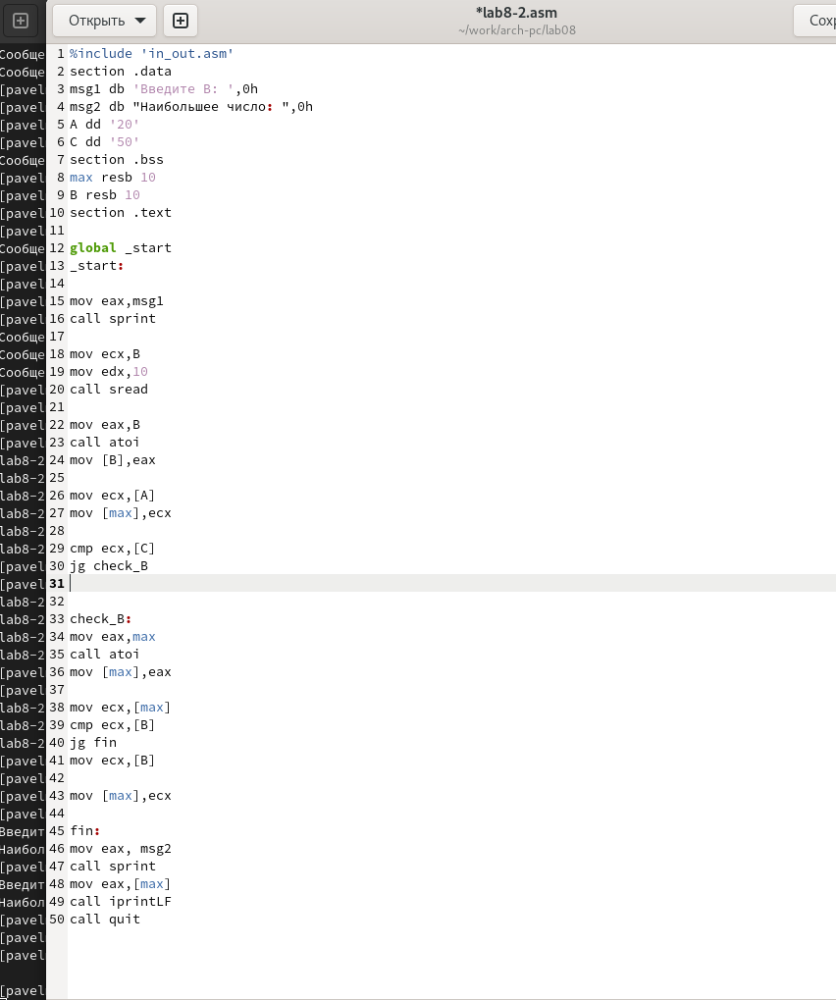 Открыть
*lab8-2.asm
~/work/arch-pc/lab08
Сообще
Сообще
[pavel
[pavel
[pavel
[pavel
Сообще
[pavel
[pavel
[pavel
[pavel
Сообще
[pavel
[pavel
[pavel
[pavel
Сообще
Сообще
Сообще
[pavel
[pavel
[pavel
[pavel
lab8-2
lab8-2
lab8-2
lab8-2
lab8-2
lab8-2
[pavel
[pavel
lab8-2
lab8-2
lab8-2
lab8-2
[pavel
[pavel
lab8-2
lab8-2
lab8-2
[pavel
[pavel
[pavel
[pavel
Введит
Наибол
[pavel
Введит
Наибол
[pavel
[pavel
[pavel
[pavel
1 %include 'in_out.asm'
2 section .data
3 msg1 db 'Введите B: ',0h
4 msg2 db "Наибольшее число: ",0h
5 A dd '20'
6 C dd '50'
7 section .bss
8 max resb 10
9 B resb 10
10 section .text
11
12 global _start
13 _start:
14
15 mov eax,msg1
16 call sprint
17
18 mov ecx,B
19 mov edx,10
20 call sread
21
22 mov eax,B
23 call atoi
24 mov [B],eax
25
26 mov ecx,[A]
27 mov [max],ecx
28
29 cmp ecx,[C]
30 jg check_B
31
32
33 check_B:
34 mov eax,max
35 call atoi
36 mov [max],eax
37
38 mov ecx,[max]
39 cmp ecx,[B]
40 jg fin
41 mov ecx,[B]
42
43 mov [max],ecx
44
45 fin:
46 mov eax, msg2
47 call sprint
48 mov eax,[max]
49 call iprintLF
50 call quit